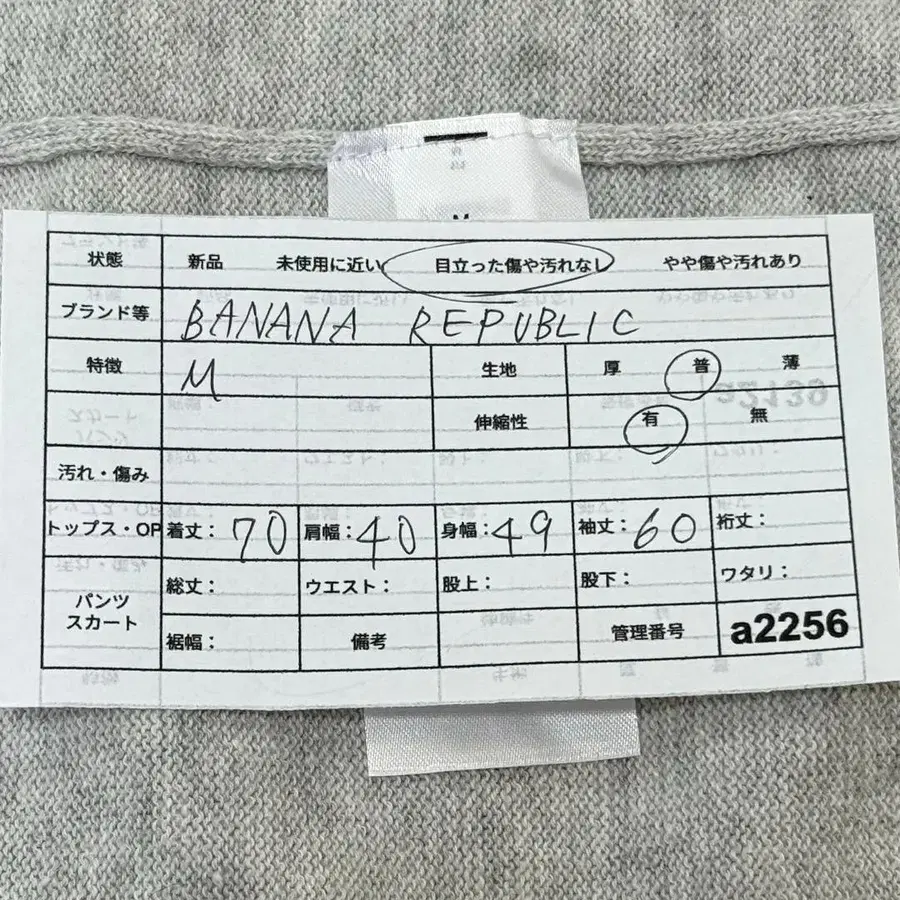 M
状態 新品 未使用に近い 目立った傷や汚れなし やや傷や汚れあり
ブランド等 BANANA REPUBLIC
特徴 M 生地 厚 普 薄
伸縮性 有 無
汚れ・傷み
トップス・OP 着丈: 70 肩幅: 40 身幅: 49 袖丈: 60 裄丈:
パンツ スカート 総丈: ウエスト: 股上: 股下: ワタリ:
裾幅: 備考 管理番号 a2256